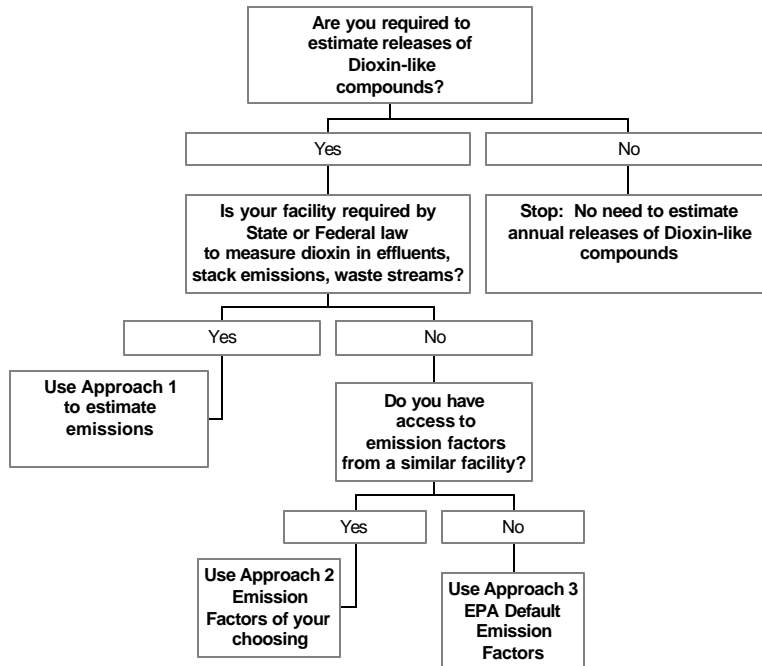 Are you required to
estimate releases of
Dioxin-like
compounds?
Yes
No
Is your facility required by
State or Federal law
to measure dioxin in effluents,
stack emissions, waste streams?
Stop: No need to estimate
annual releases of Dioxin-like
compounds
Yes
No
Use Approach 1
to estimate
emissions
Do you have
access to
emission factors
from a similar facility?
Yes
No
Use Approach 2
Emission
Factors of your
choosing
Use Approach 3
EPA Default
Emission
Factors